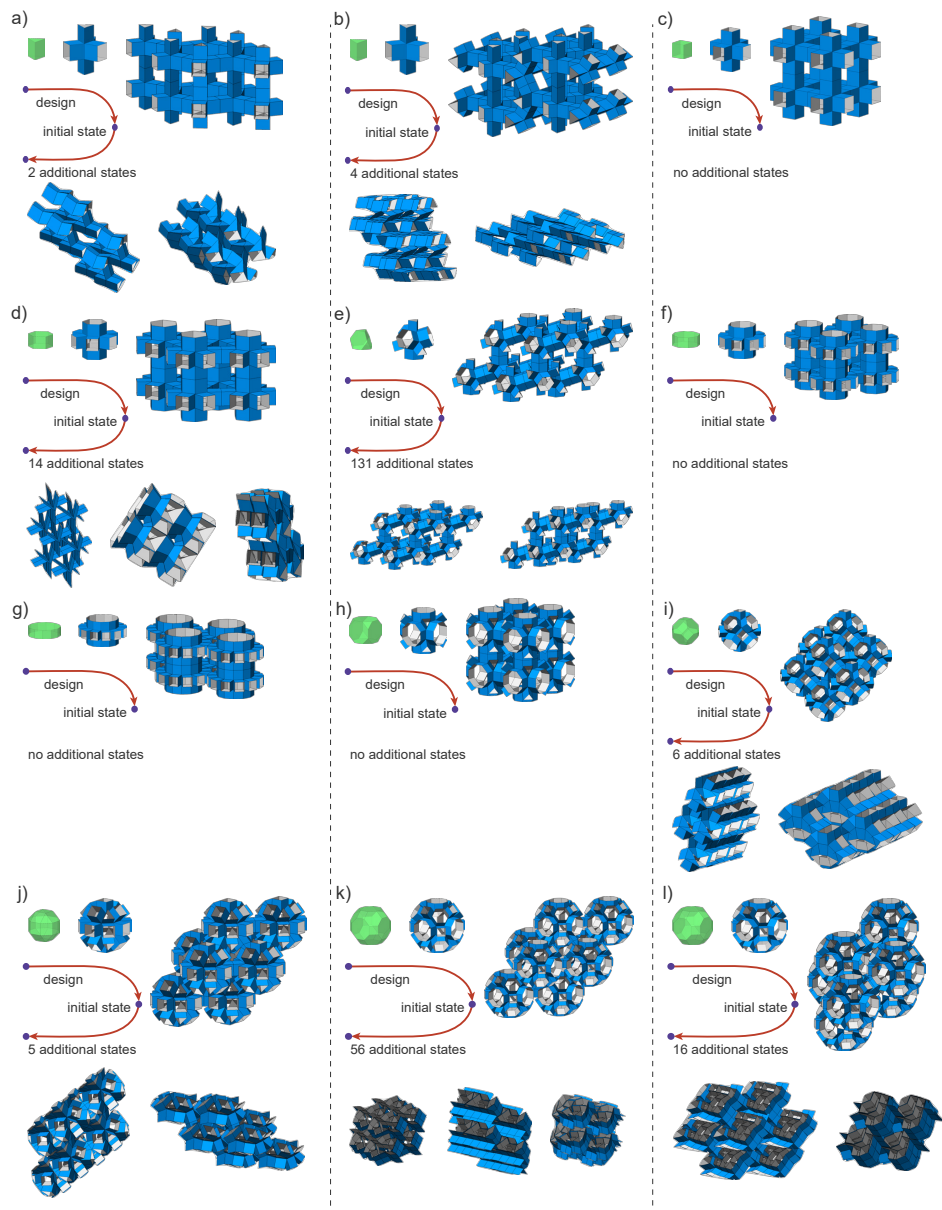 a)
design
initial state
2 additional states
b)
design
initial state
4 additional states
c)
design
initial state
no additional states
d)
design
initial state
14 additional states
e)
design
initial state
131 additional states
f)
design
initial state
no additional states
g)
design
initial state
no additional states
h)
design
initial state
no additional states
i)
design
initial state
6 additional states
j)
design
initial state
5 additional states
k)
design
initial state
56 additional states
l)
design
initial state
16 additional states